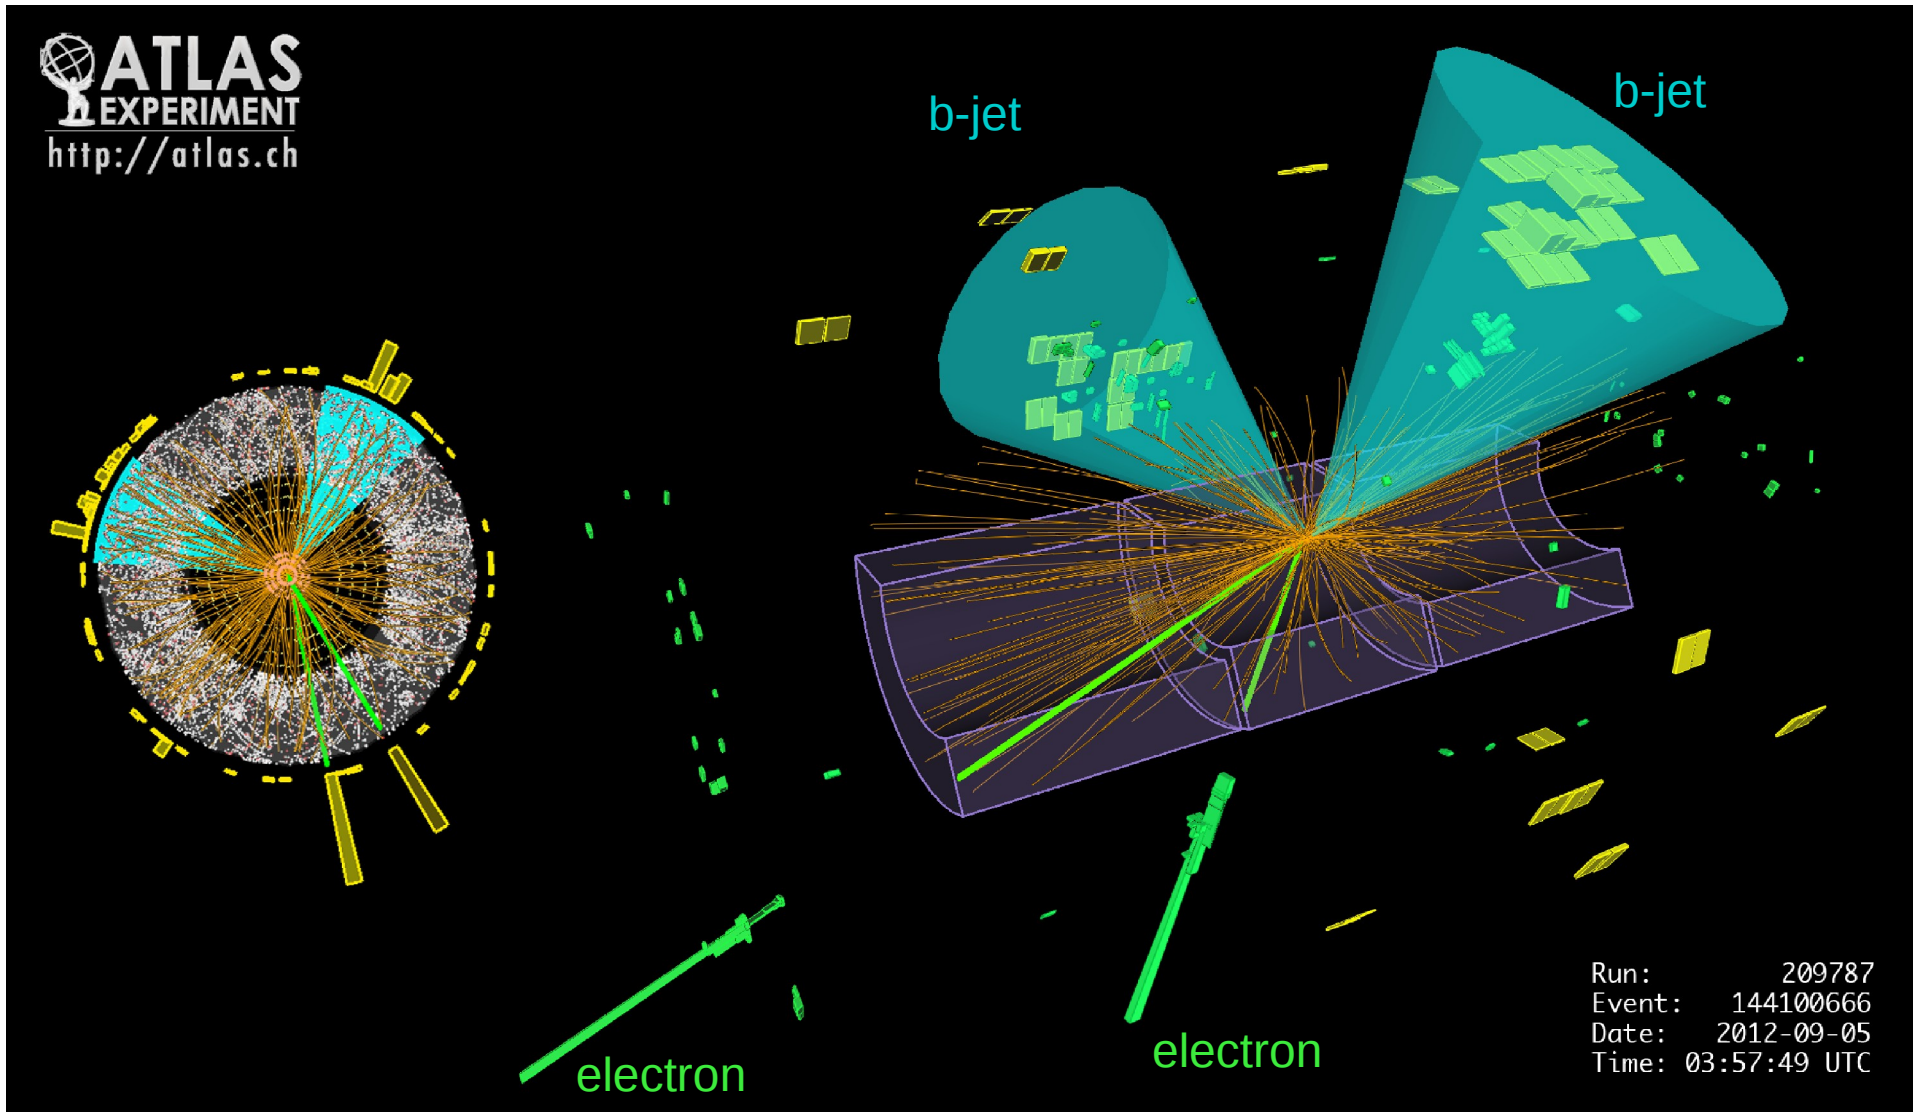 ATLAS
EXPERIMENT
http://atlas.ch
b-jet
b-jet
electron
electron
Run: 209787
Event: 144100666
Date: 2012-09-05
Time: 03:57:49 UTC